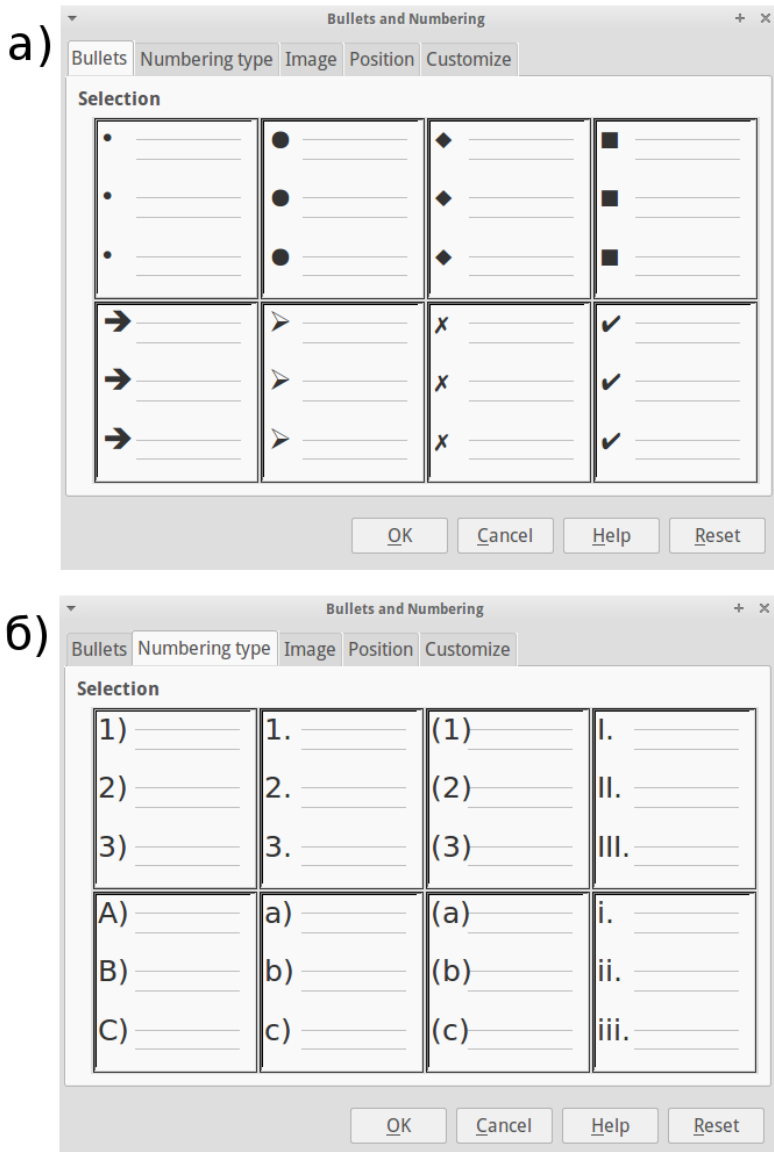 а)
Bullets and Numbering
Bullets Numbering type Image Position Customize
Selection
• ● ◆ ■
• ● ◆ ■
• ● ◆ ■
➔ ➢ ✗ ✔
➔ ➢ ✗ ✔
➔ ➢ ✗ ✔
OK Cancel Help Reset
б)
Bullets and Numbering
Bullets Numbering type Image Position Customize
Selection
1) 1. (1) I.
2) 2. (2) II.
3) 3. (3) III.
A) a) (a) i.
B) b) (b) ii.
C) c) (c) iii.
OK Cancel Help Reset